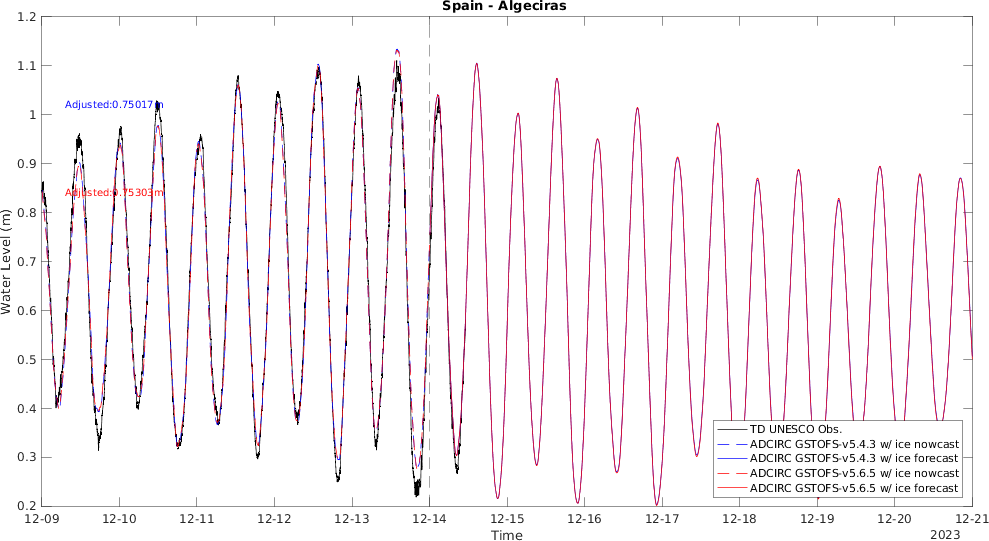 Spain - Algeciras
1.2
1.1
1
0.9
0.8
0.7
0.6
0.5
0.4
0.3
0.2
Water Level (m)
Adjusted:0.75017m
Adjusted:0.75303m
TD UNESCO Obs.
ADCIRC GSTOFS-v5.4.3 w/ ice nowcast
ADCIRC GSTOFS-v5.4.3 w/ ice forecast
ADCIRC GSTOFS-v5.6.5 w/ ice nowcast
ADCIRC GSTOFS-v5.6.5 w/ ice forecast
12-09 12-10 12-11 12-12 12-13 12-14 12-15 12-16 12-17 12-18 12-19 12-20 12-21
Time
2023